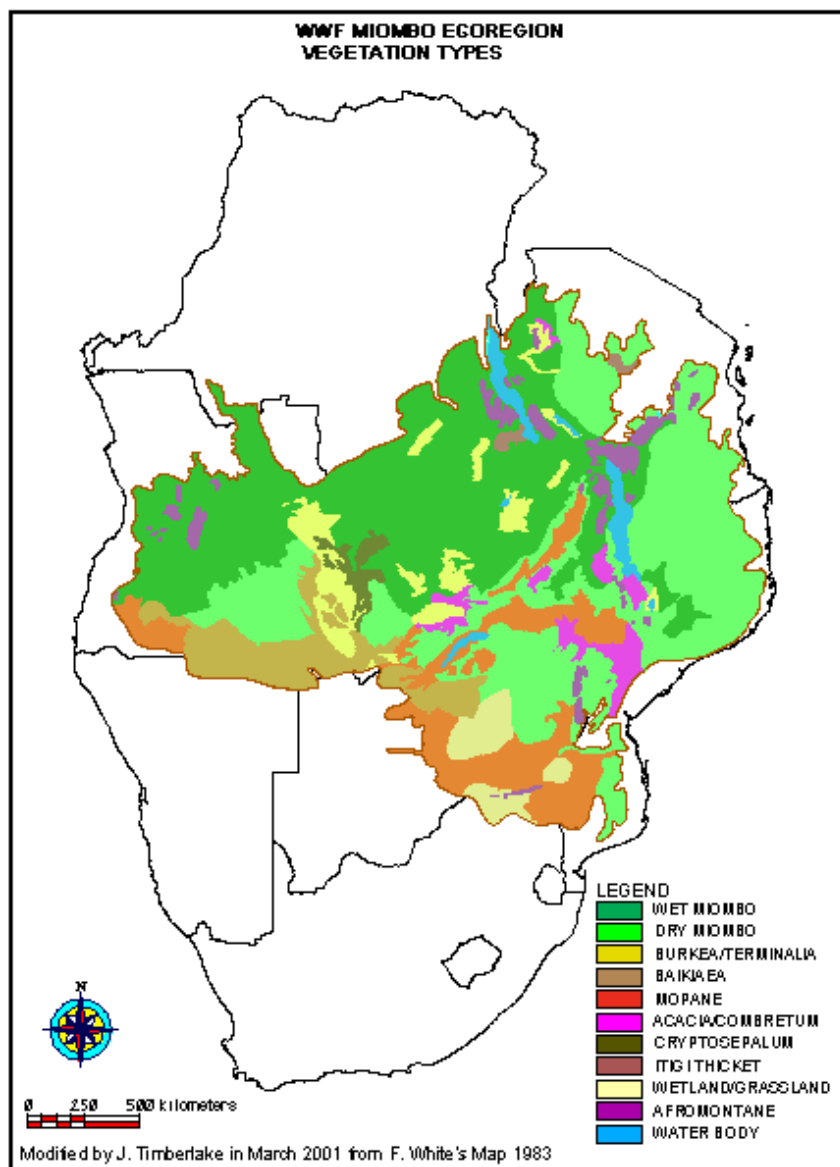 WWF MIOMBO ECOREGION
VEGETATION TYPES
LEGEND
WET MIOMBO
DRY MIOMBO
BURKEA/TERMINALIA
BAIKIAEA
MOPANE
ACACIA/COMBRETUM
CRYPTOSEPALUM
ITIGI THICKET
WETLAND/GRASSLAND
AFROMONTANE
WATER BODY
N
0 250 500 kilometers
Modified by J. Timberlake in March 2001 from F. White's Map 1983